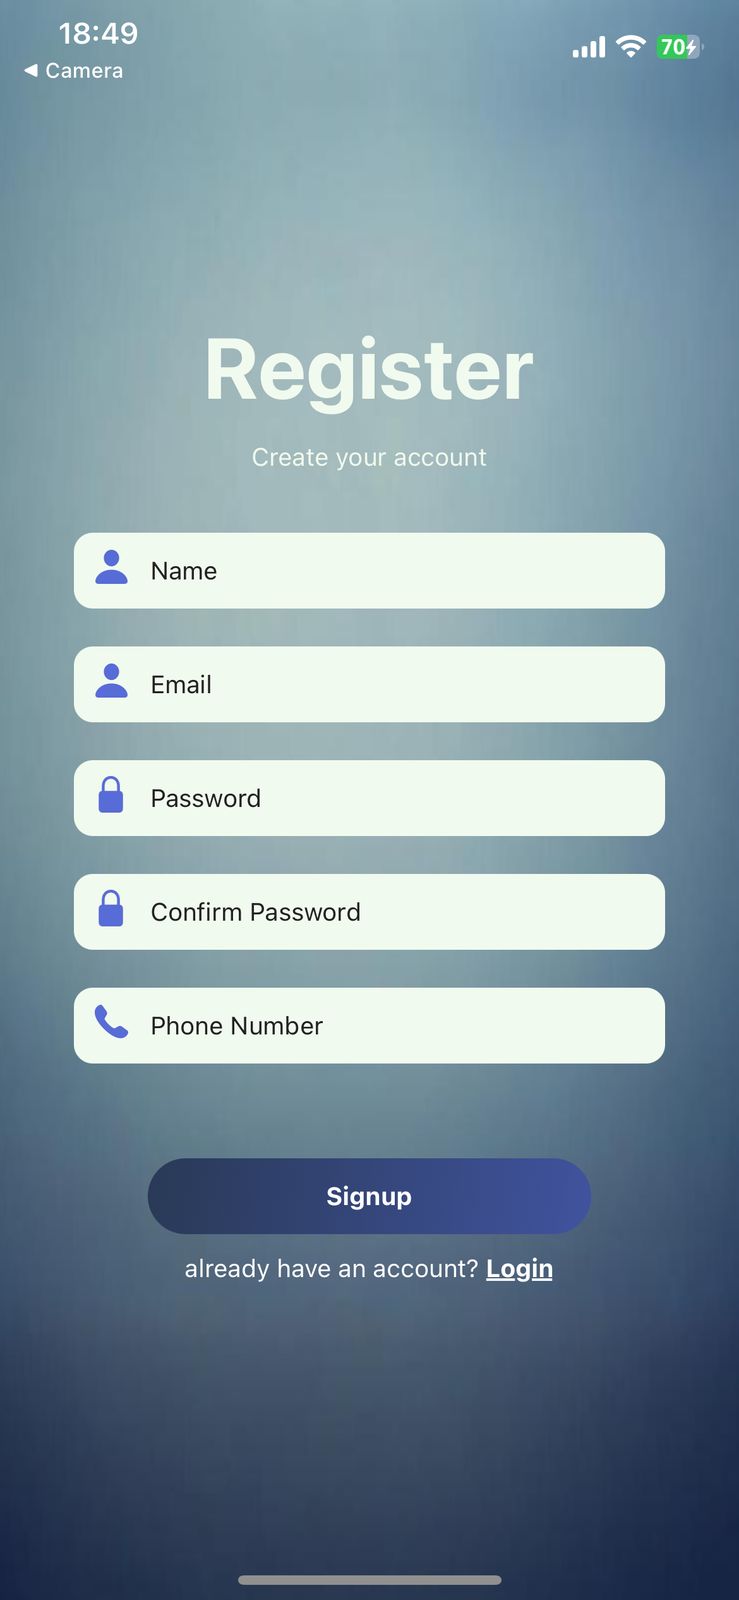 18:49
70
Camera
Register
Create your account
Name
Email
Password
Confirm Password
Phone Number
Signup
already have an account? Login